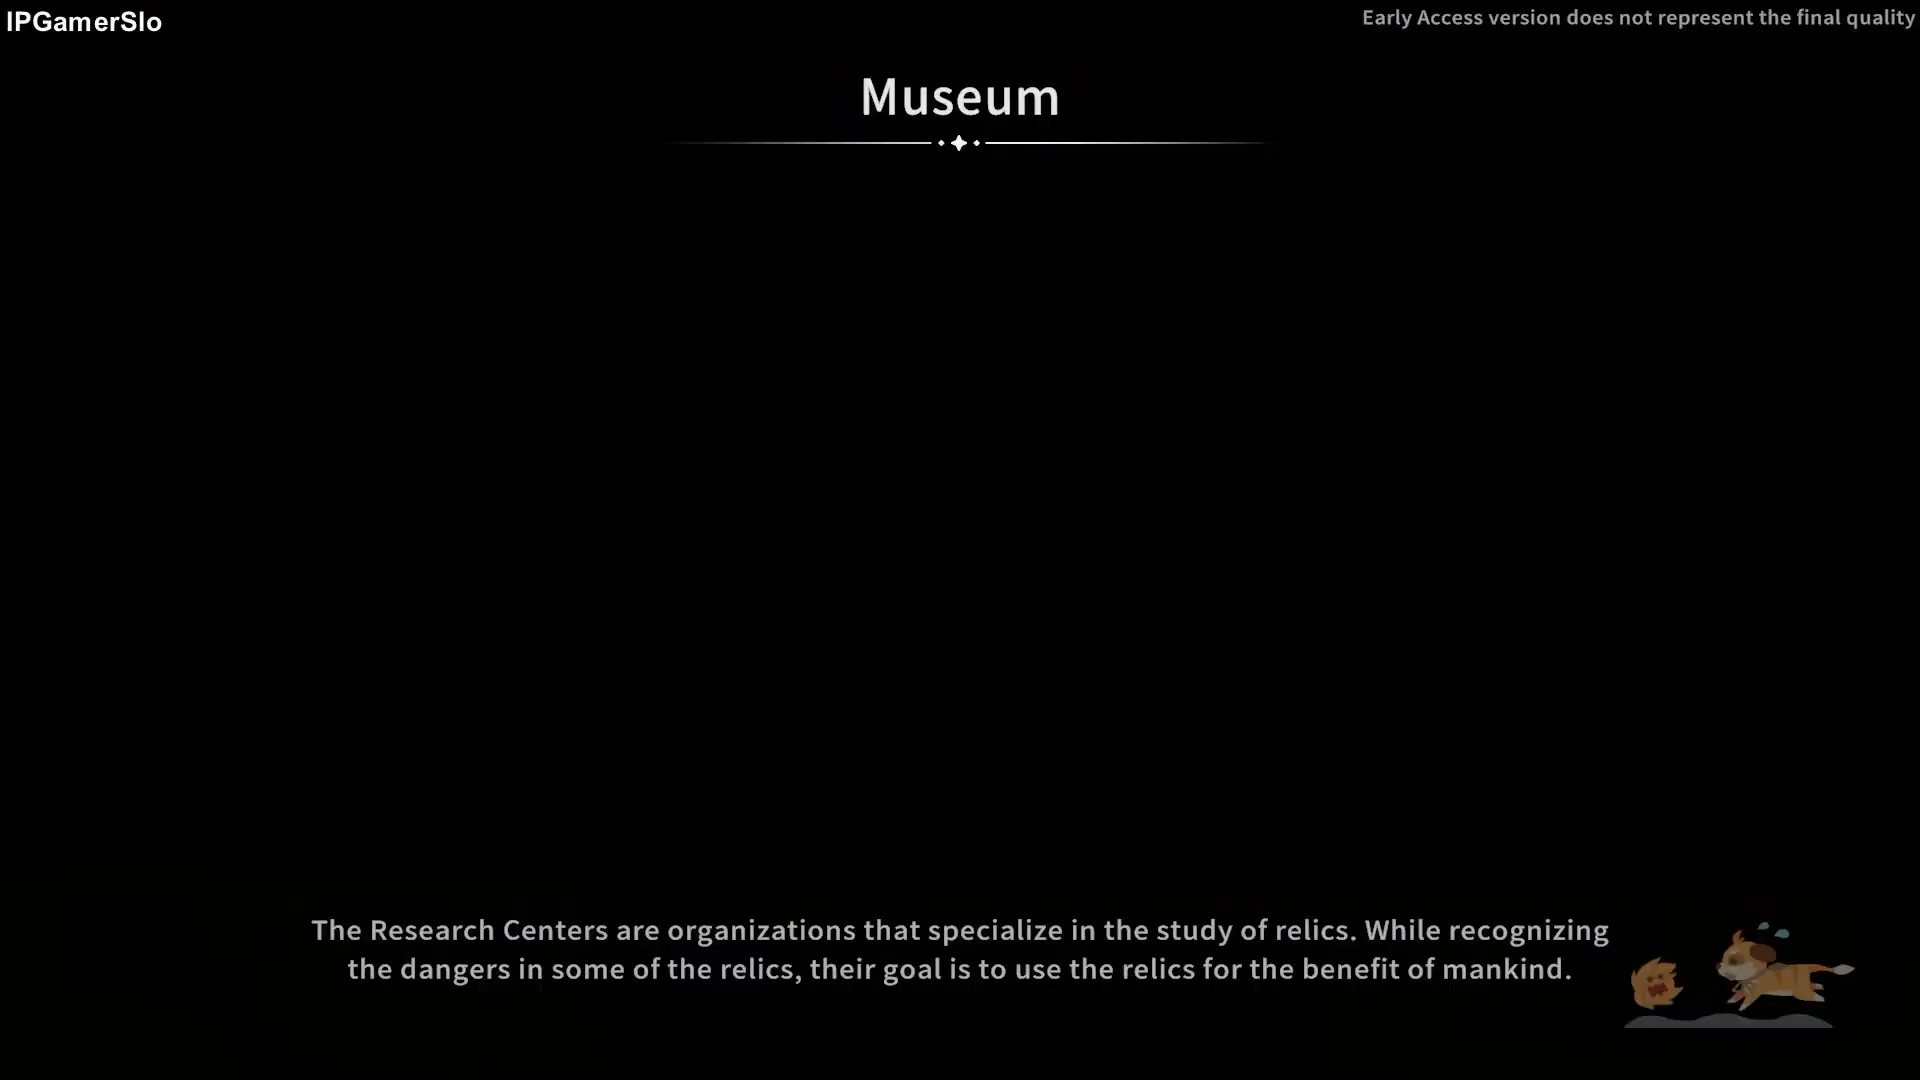 IPGamerSlo
Early Access version does not represent the final quality
Museum
The Research Centers are organizations that specialize in the study of relics. While recognizing
the dangers in some of the relics, their goal is to use the relics for the benefit of mankind.